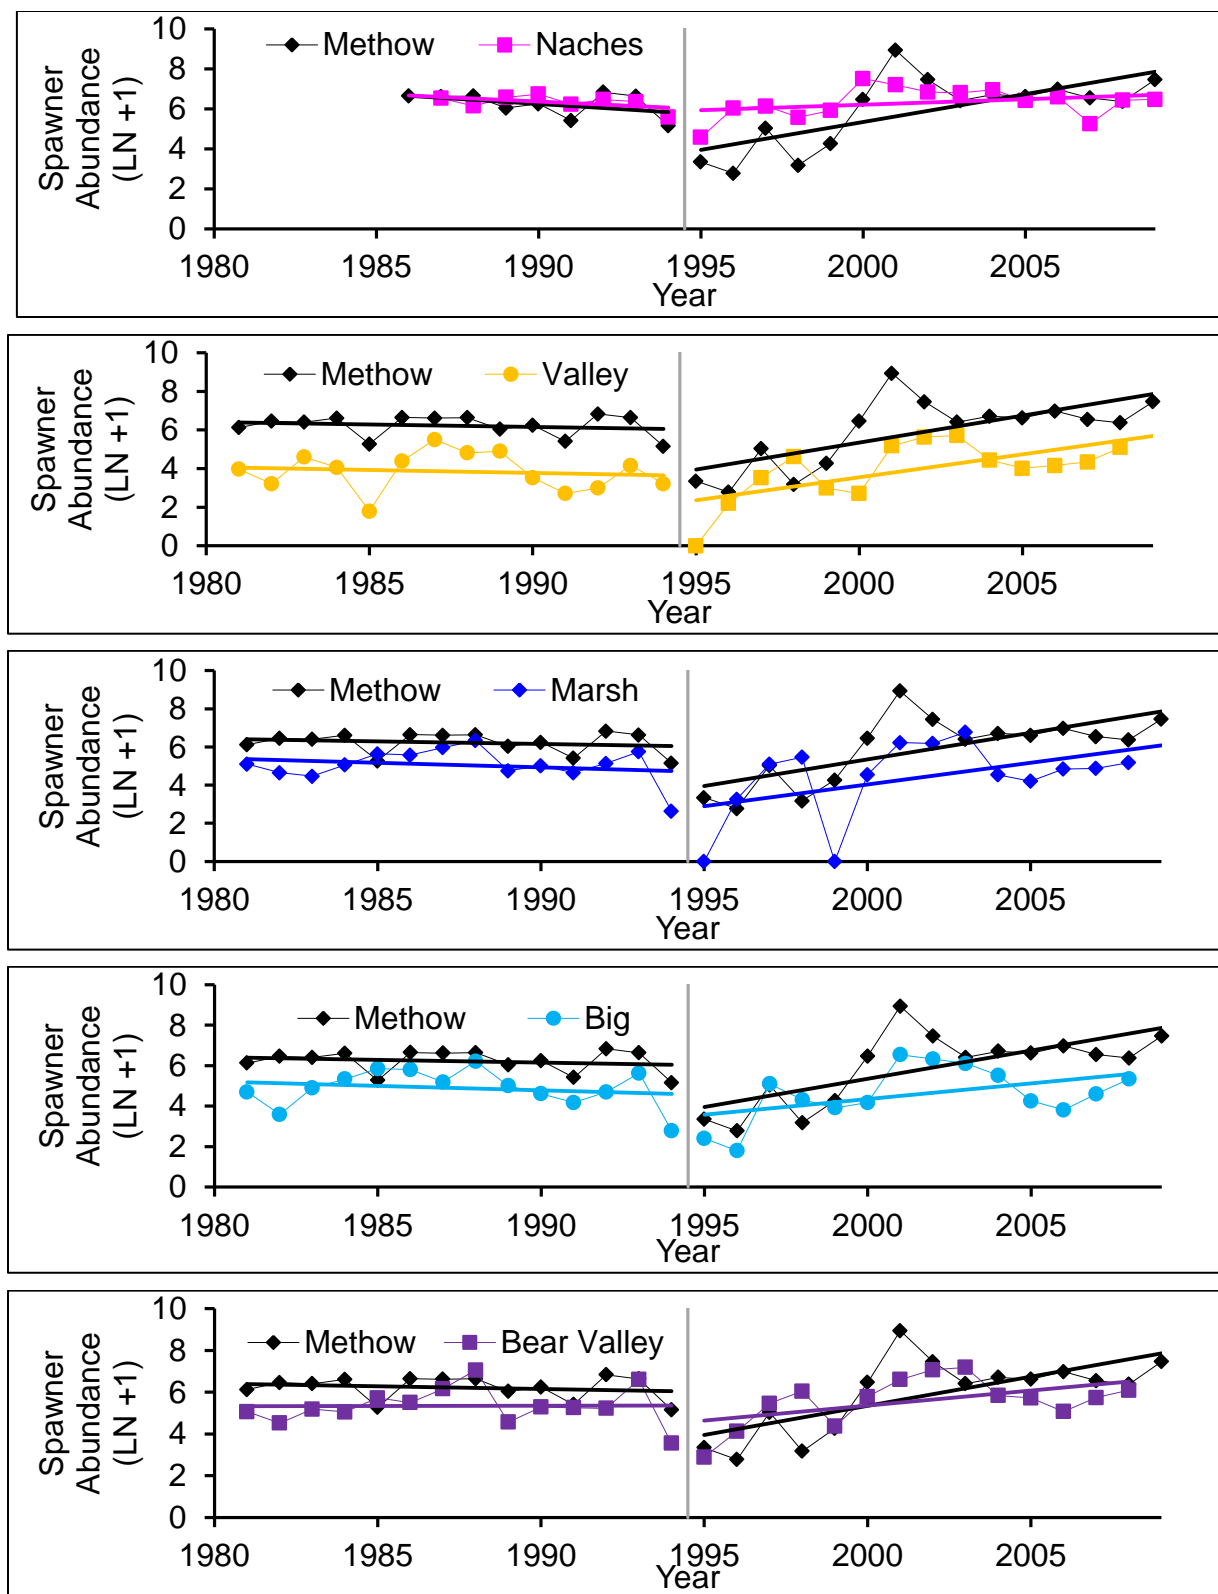 Methow Naches
Spawner
Abundance
(LN +1)
10
8
6
4
2
0
1980 1985 1990 1995 2000 2005
Year
Methow Valley
Spawner
Abundance
(LN +1)
10
8
6
4
2
0
1980 1985 1990 1995 2000 2005
Year
Methow Marsh
Spawner
Abundance
(LN +1)
10
8
6
4
2
0
1980 1985 1990 1995 2000 2005
Year
Methow Big
Spawner
Abundance
(LN +1)
10
8
6
4
2
0
1980 1985 1990 1995 2000 2005
Year
Methow Bear Valley
Spawner
Abundance
(LN +1)
10
8
6
4
2
0
1980 1985 1990 1995 2000 2005
Year